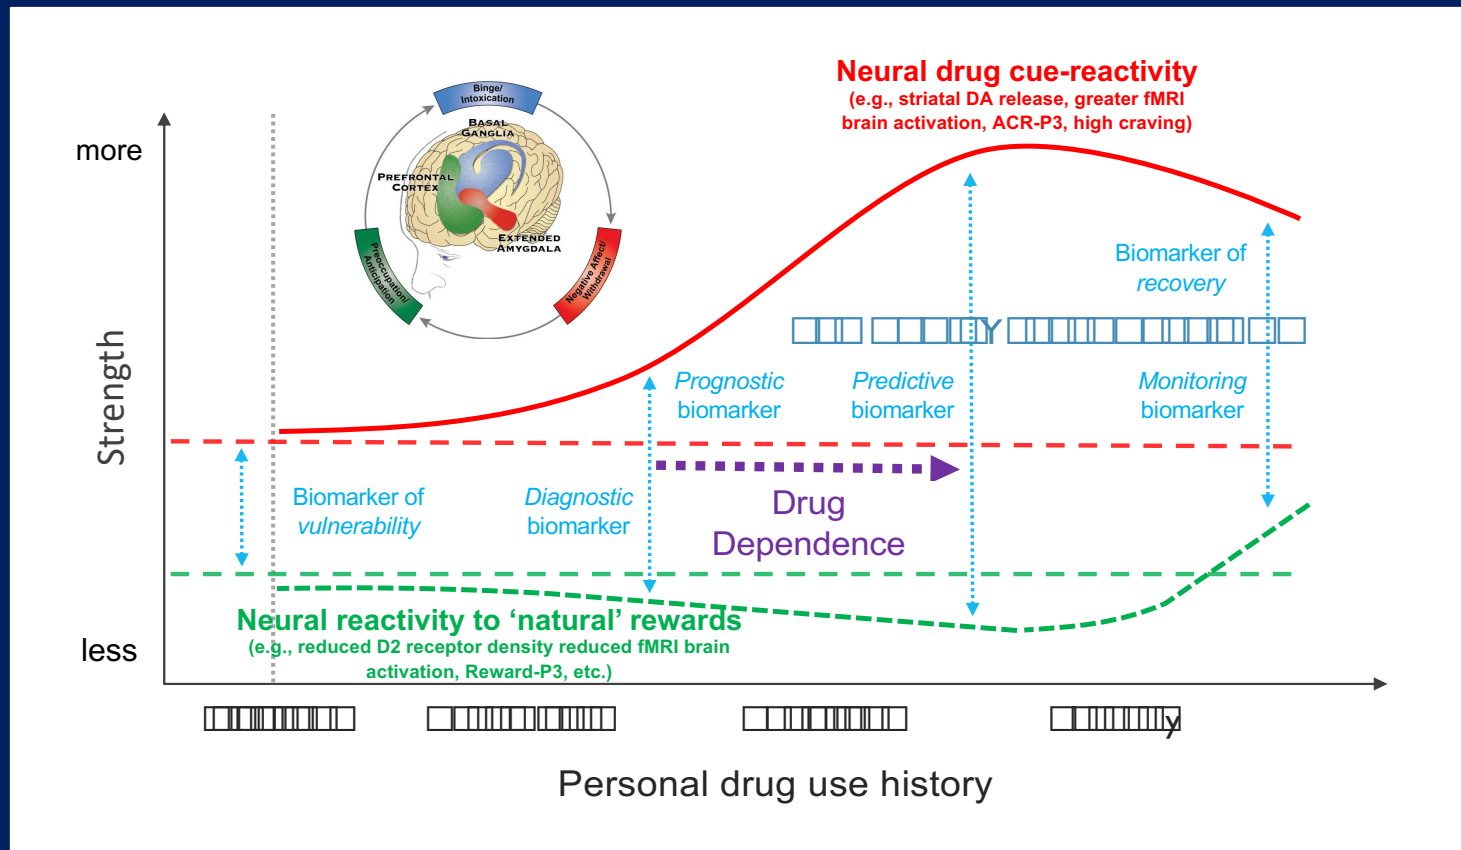 Neural drug cue-reactivity
(e.g., striatal DA release, greater fMRI
brain activation, ACR-P3, high craving)
Binge/
Intoxication
BASAL
GANGLIA
PREFRONTAL
CORTEX
EXTENDED
AMYGDALA
Preoccupation/
Anticipation
Negative Affect/
Withdrawal
more
Strength
less
Biomarker of
recovery
Prognostic
biomarker
Predictive
biomarker
Monitoring
biomarker
Biomarker of
vulnerability
Diagnostic
biomarker
Drug
Dependence
Neural reactivity to ‘natural’ rewards
(e.g., reduced D2 receptor density reduced fMRI brain
activation, Reward-P3, etc.)
Personal drug use history